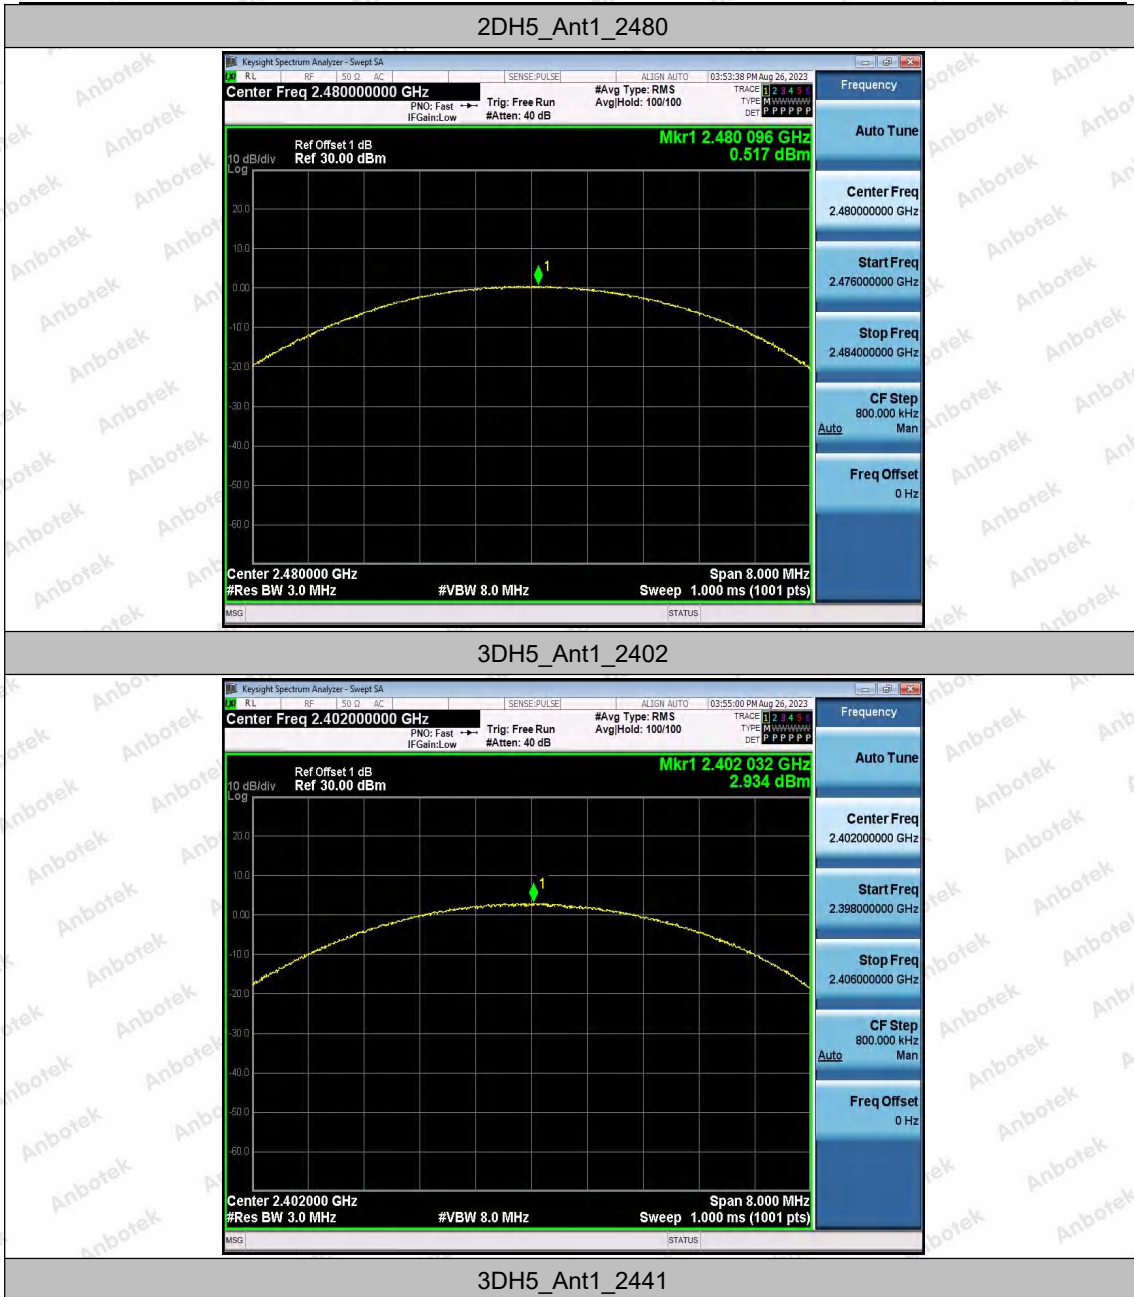 2DH5_Ant1_2480
Keysight Spectrum Analyzer - Swept SA
RL RF 50 Ω AC SENSE:PULSE ALIGN AUTO 03:53:38 PM Aug 26, 2023
Center Freq 2.480000000 GHz
PNO: Fast
IFGain:Low
Trig: Free Run
#Atten: 40 dB
#Avg Type: RMS
Avg|Hold: 100/100
TRACE 1 2 3 4 5 6
TYPE M WWWWW
DET P P P P P P
Frequency
Mkr1 2.480 096 GHz
0.517 dBm
Ref Offset 1 dB
10 dB/div Ref 30.00 dBm
Log
20.0
10.0
0.00
-10.0
-20.0
-30.0
-40.0
-50.0
-60.0
1
Auto Tune
Center Freq
2.480000000 GHz
Start Freq
2.476000000 GHz
Stop Freq
2.484000000 GHz
CF Step
800.000 kHz
Auto Man
Freq Offset
0 Hz
Center 2.480000 GHz Span 8.000 MHz
#Res BW 3.0 MHz #VBW 8.0 MHz Sweep 1.000 ms (1001 pts)
MSG STATUS
3DH5_Ant1_2402
Keysight Spectrum Analyzer - Swept SA
RL RF 50 Ω AC SENSE:PULSE ALIGN AUTO 03:55:00 PM Aug 26, 2023
Center Freq 2.402000000 GHz
PNO: Fast
IFGain:Low
Trig: Free Run
#Atten: 40 dB
#Avg Type: RMS
Avg|Hold: 100/100
TRACE 1 2 3 4 5 6
TYPE M WWWWW
DET P P P P P P
Frequency
Mkr1 2.402 032 GHz
2.934 dBm
Ref Offset 1 dB
10 dB/div Ref 30.00 dBm
Log
20.0
10.0
0.00
-10.0
-20.0
-30.0
-40.0
-50.0
-60.0
1
Auto Tune
Center Freq
2.402000000 GHz
Start Freq
2.398000000 GHz
Stop Freq
2.406000000 GHz
CF Step
800.000 kHz
Auto Man
Freq Offset
0 Hz
Center 2.402000 GHz Span 8.000 MHz
#Res BW 3.0 MHz #VBW 8.0 MHz Sweep 1.000 ms (1001 pts)
MSG STATUS
3DH5_Ant1_2441
Anbotek